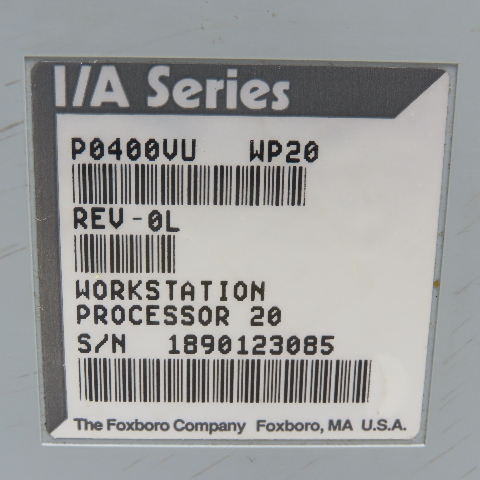 I/A Series
P0400VU WP20
REV-0L
WORKSTATION
PROCESSOR 20
S/N 1890123085
The Foxboro Company Foxboro, MA U.S.A.